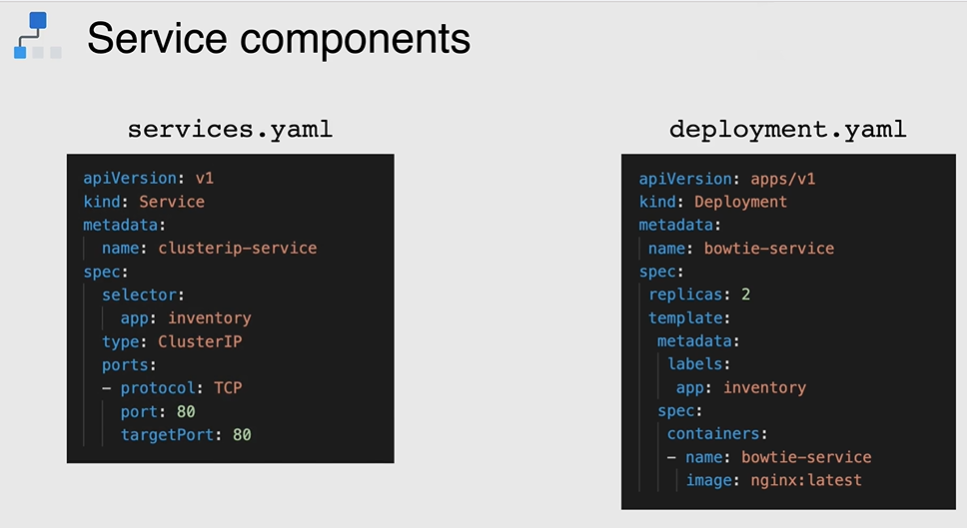 Service components
services.yaml
apiVersion: v1
kind: Service
metadata:
  name: clusterip-service
spec:
  selector:
    app: inventory
  type: ClusterIP
  ports:
  - protocol: TCP
    port: 80
    targetPort: 80
deployment.yaml
apiVersion: apps/v1
kind: Deployment
metadata:
 name: bowtie-service
spec:
 replicas: 2
 template:
  metadata:
   labels:
    app: inventory
  spec:
   containers:
   - name: bowtie-service
     image: nginx:latest